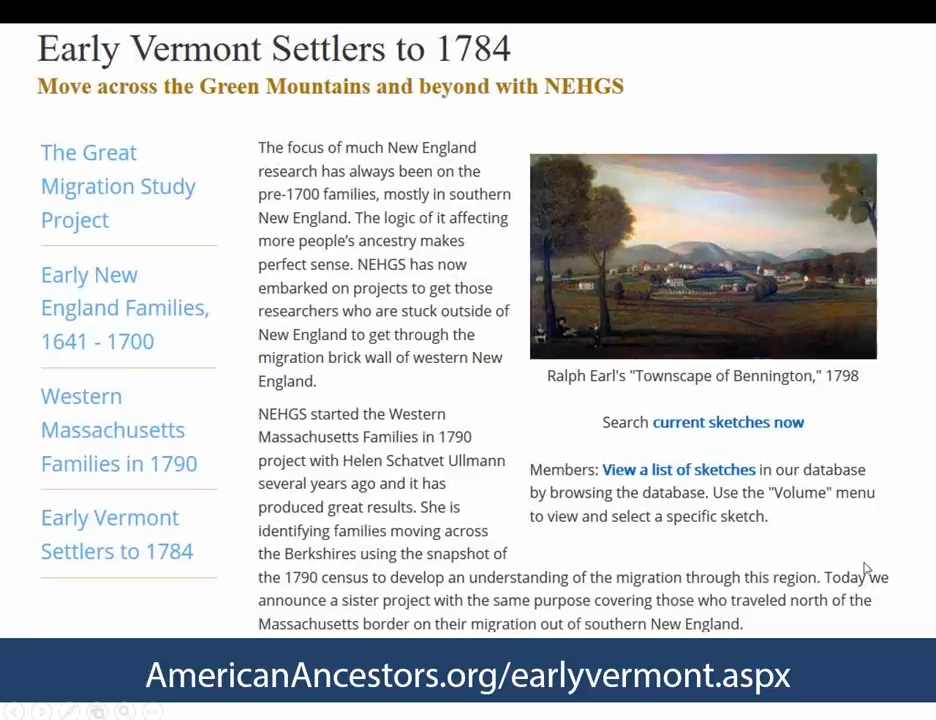 Early Vermont Settlers to 1784
Move across the Green Mountains and beyond with NEHGS
The Great
Migration Study
Project
Early New
England Families,
1641 - 1700
Western
Massachusetts
Families in 1790
Early Vermont
Settlers to 1784
The focus of much New England
research has always been on the
pre-1700 families, mostly in southern
New England. The logic of it affecting
more people's ancestry makes
perfect sense. NEHGS has now
embarked on projects to get those
researchers who are stuck outside of
New England to get through the
migration brick wall of western New
England.
NEHGS started the Western
Massachusetts Families in 1790
project with Helen Schatvet Ullmann
several years ago and it has
produced great results. She is
identifying families moving across
the Berkshires using the snapshot of
the 1790 census to develop an understanding of the migration through this region. Today we
announce a sister project with the same purpose covering those who traveled north of the
Massachusetts border on their migration out of southern New England.
Ralph Earl's "Townscape of Bennington," 1798
Search current sketches now
Members: View a list of sketches in our database
by browsing the database. Use the "Volume" menu
to view and select a specific sketch.
AmericanAncestors.org/earlyvermont.aspx